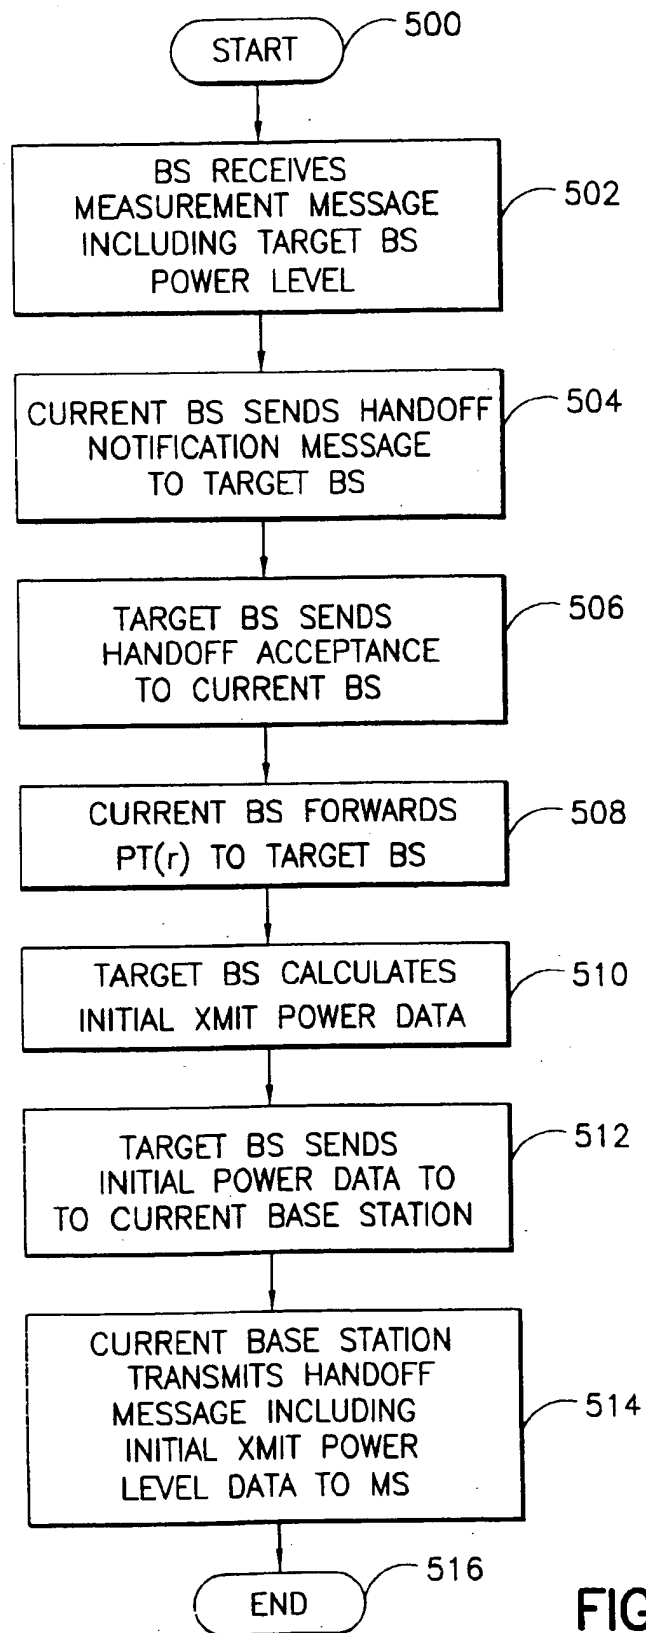 START
500
BS RECEIVES
MEASUREMENT MESSAGE
INCLUDING TARGET BS
POWER LEVEL
502
CURRENT BS SENDS HANDOFF
NOTIFICATION MESSAGE
TO TARGET BS
504
TARGET BS SENDS
HANDOFF ACCEPTANCE
TO CURRENT BS
506
CURRENT BS FORWARDS
PT(r) TO TARGET BS
508
TARGET BS CALCULATES
INITIAL XMIT POWER DATA
510
TARGET BS SENDS
INITIAL POWER DATA TO
TO CURRENT BASE STATION
512
CURRENT BASE STATION
TRANSMITS HANDOFF
MESSAGE INCLUDING
INITIAL XMIT POWER
LEVEL DATA TO MS
514
END
516
FIG